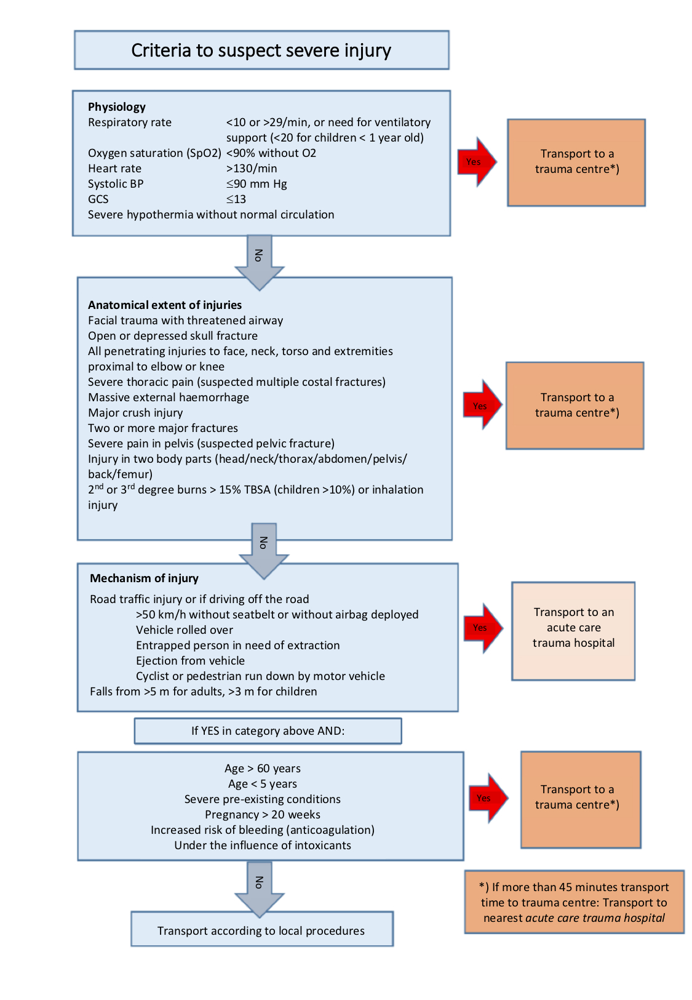 Criteria to suspect severe injury
Physiology
Respiratory rate <10 or >29/min, or need for ventilatory
support (<20 for children < 1 year old)
Oxygen saturation (SpO2) <90% without O2
Heart rate >130/min
Systolic BP ≤90 mm Hg
GCS ≤13
Severe hypothermia without normal circulation
Yes
Transport to a
trauma centre*)
No
Anatomical extent of injuries
Facial trauma with threatened airway
Open or depressed skull fracture
All penetrating injuries to face, neck, torso and extremities
proximal to elbow or knee
Severe thoracic pain (suspected multiple costal fractures)
Massive external haemorrhage
Major crush injury
Two or more major fractures
Severe pain in pelvis (suspected pelvic fracture)
Injury in two body parts (head/neck/thorax/abdomen/pelvis/
back/femur)
2nd or 3rd degree burns > 15% TBSA (children >10%) or inhalation
injury
Yes
Transport to a
trauma centre*)
No
Mechanism of injury
Road traffic injury or if driving off the road
>50 km/h without seatbelt or without airbag deployed
Vehicle rolled over
Entrapped person in need of extraction
Ejection from vehicle
Cyclist or pedestrian run down by motor vehicle
Falls from >5 m for adults, >3 m for children
Yes
Transport to an
acute care
trauma hospital
If YES in category above AND:
Age > 60 years
Age < 5 years
Severe pre-existing conditions
Pregnancy > 20 weeks
Increased risk of bleeding (anticoagulation)
Under the influence of intoxicants
Yes
Transport to a
trauma centre*)
No
*) If more than 45 minutes transport
time to trauma centre: Transport to
nearest acute care trauma hospital
Transport according to local procedures